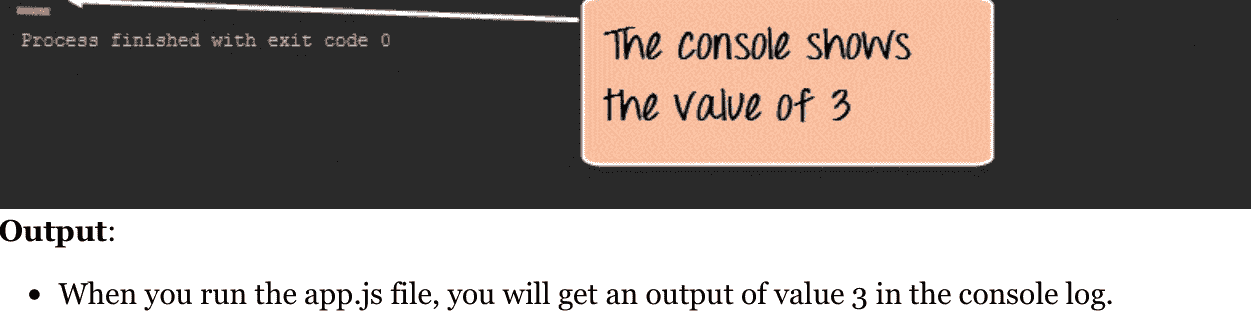 Process finished with exit code 0
The console shows
the value of 3
Output:
• When you run the app.js file, you will get an output of value 3 in the console log.